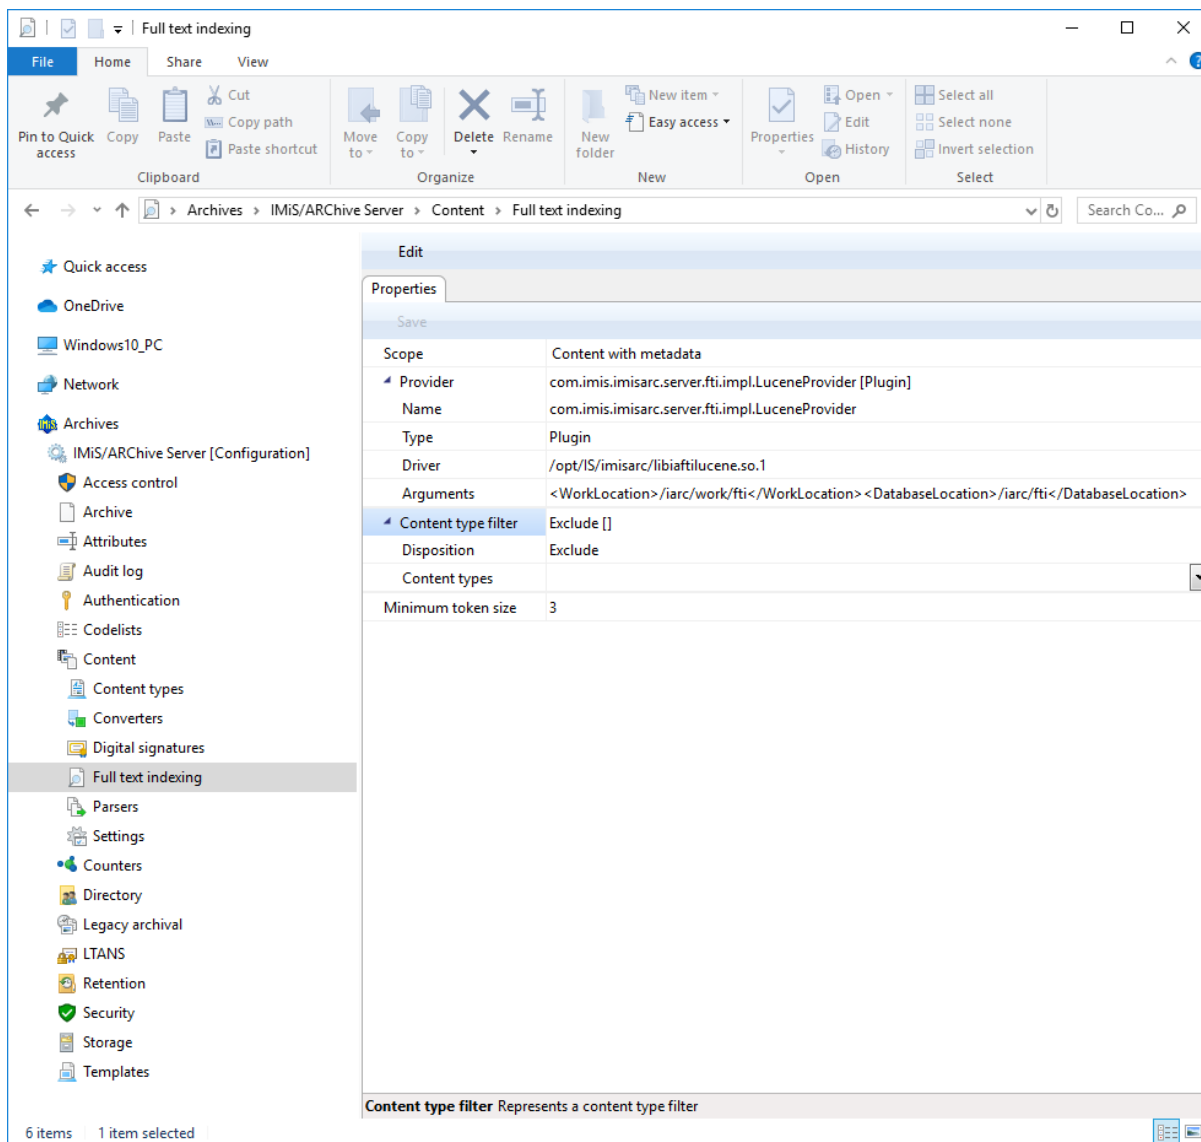 Full text indexing
File Home Share View
Pin to Quick access
Copy
Paste
Cut
Copy path
Paste shortcut
Clipboard
Move to
Copy to
Delete
Rename
Organize
New folder
New item
Easy access
New
Properties
Open
Edit
History
Open
Select all
Select none
Invert selection
Select
Archives > IMiS/ARChive Server > Content > Full text indexing
Search Co...
Quick access
OneDrive
Windows10_PC
Network
Archives
IMiS/ARChive Server [Configuration]
Access control
Archive
Attributes
Audit log
Authentication
Codelists
Content
Content types
Converters
Digital signatures
Full text indexing
Parsers
Settings
Counters
Directory
Legacy archival
LTANS
Retention
Security
Storage
Templates
Edit
Properties
Save
Scope Content with metadata
Provider com.imis.imisarc.server.fti.impl.LuceneProvider [Plugin]
Name com.imis.imisarc.server.fti.impl.LuceneProvider
Type Plugin
Driver /opt/IS/imisarc/libiaftilucene.so.1
Arguments <WorkLocation>/iarc/work/fti</WorkLocation><DatabaseLocation>/iarc/fti</DatabaseLocation>
Content type filter Exclude []
Disposition Exclude
Content types
Minimum token size 3
Content type filter Represents a content type filter
6 items 1 item selected